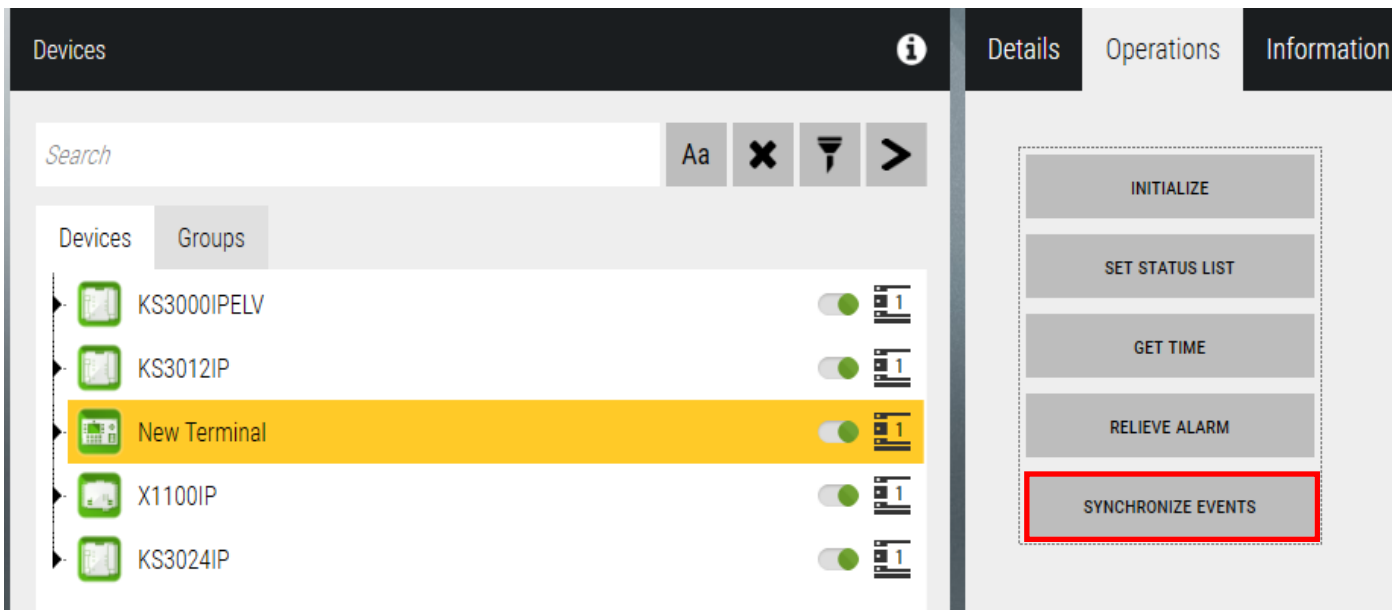 Devices
Search
Aa
Devices Groups
KS3000IPELV 1
KS3012IP 1
New Terminal 1
X1100IP 1
KS3024IP 1
Details Operations Information
INITIALIZE
SET STATUS LIST
GET TIME
RELIEVE ALARM
SYNCHRONIZE EVENTS